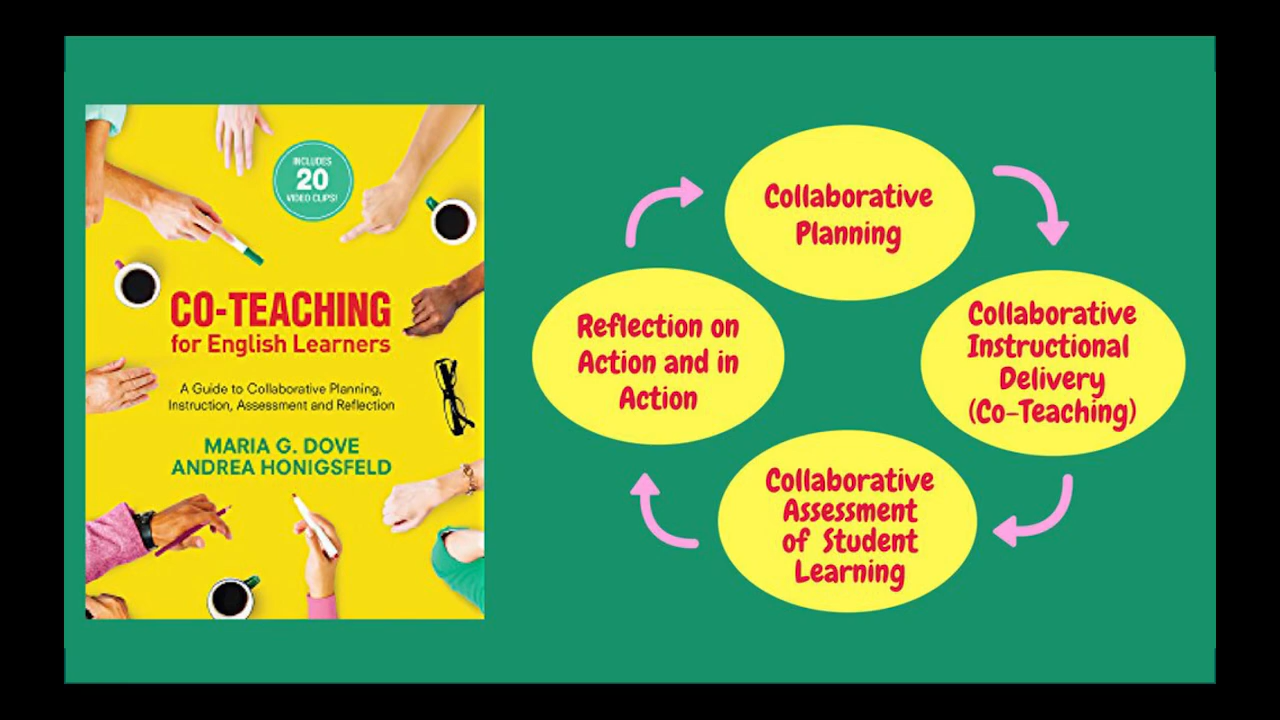 INCLUDES
20
VIDEO CLIPS!
CO-TEACHING
for English Learners
A Guide to Collaborative Planning,
Instruction, Assessment and Reflection
MARIA G. DOVE
ANDREA HONIGSFELD
Collaborative
Planning
Collaborative
Instructional
Delivery
(Co-Teaching)
Collaborative
Assessment
of Student
Learning
Reflection on
Action and in
Action